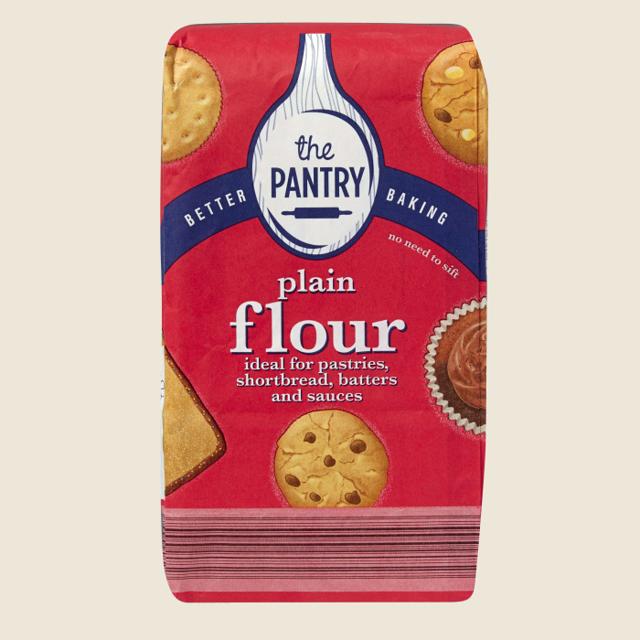 the
PANTRY
BETTER BAKING
no need to sift
plain
flour
ideal for pastries,
shortbread, batters
and sauces